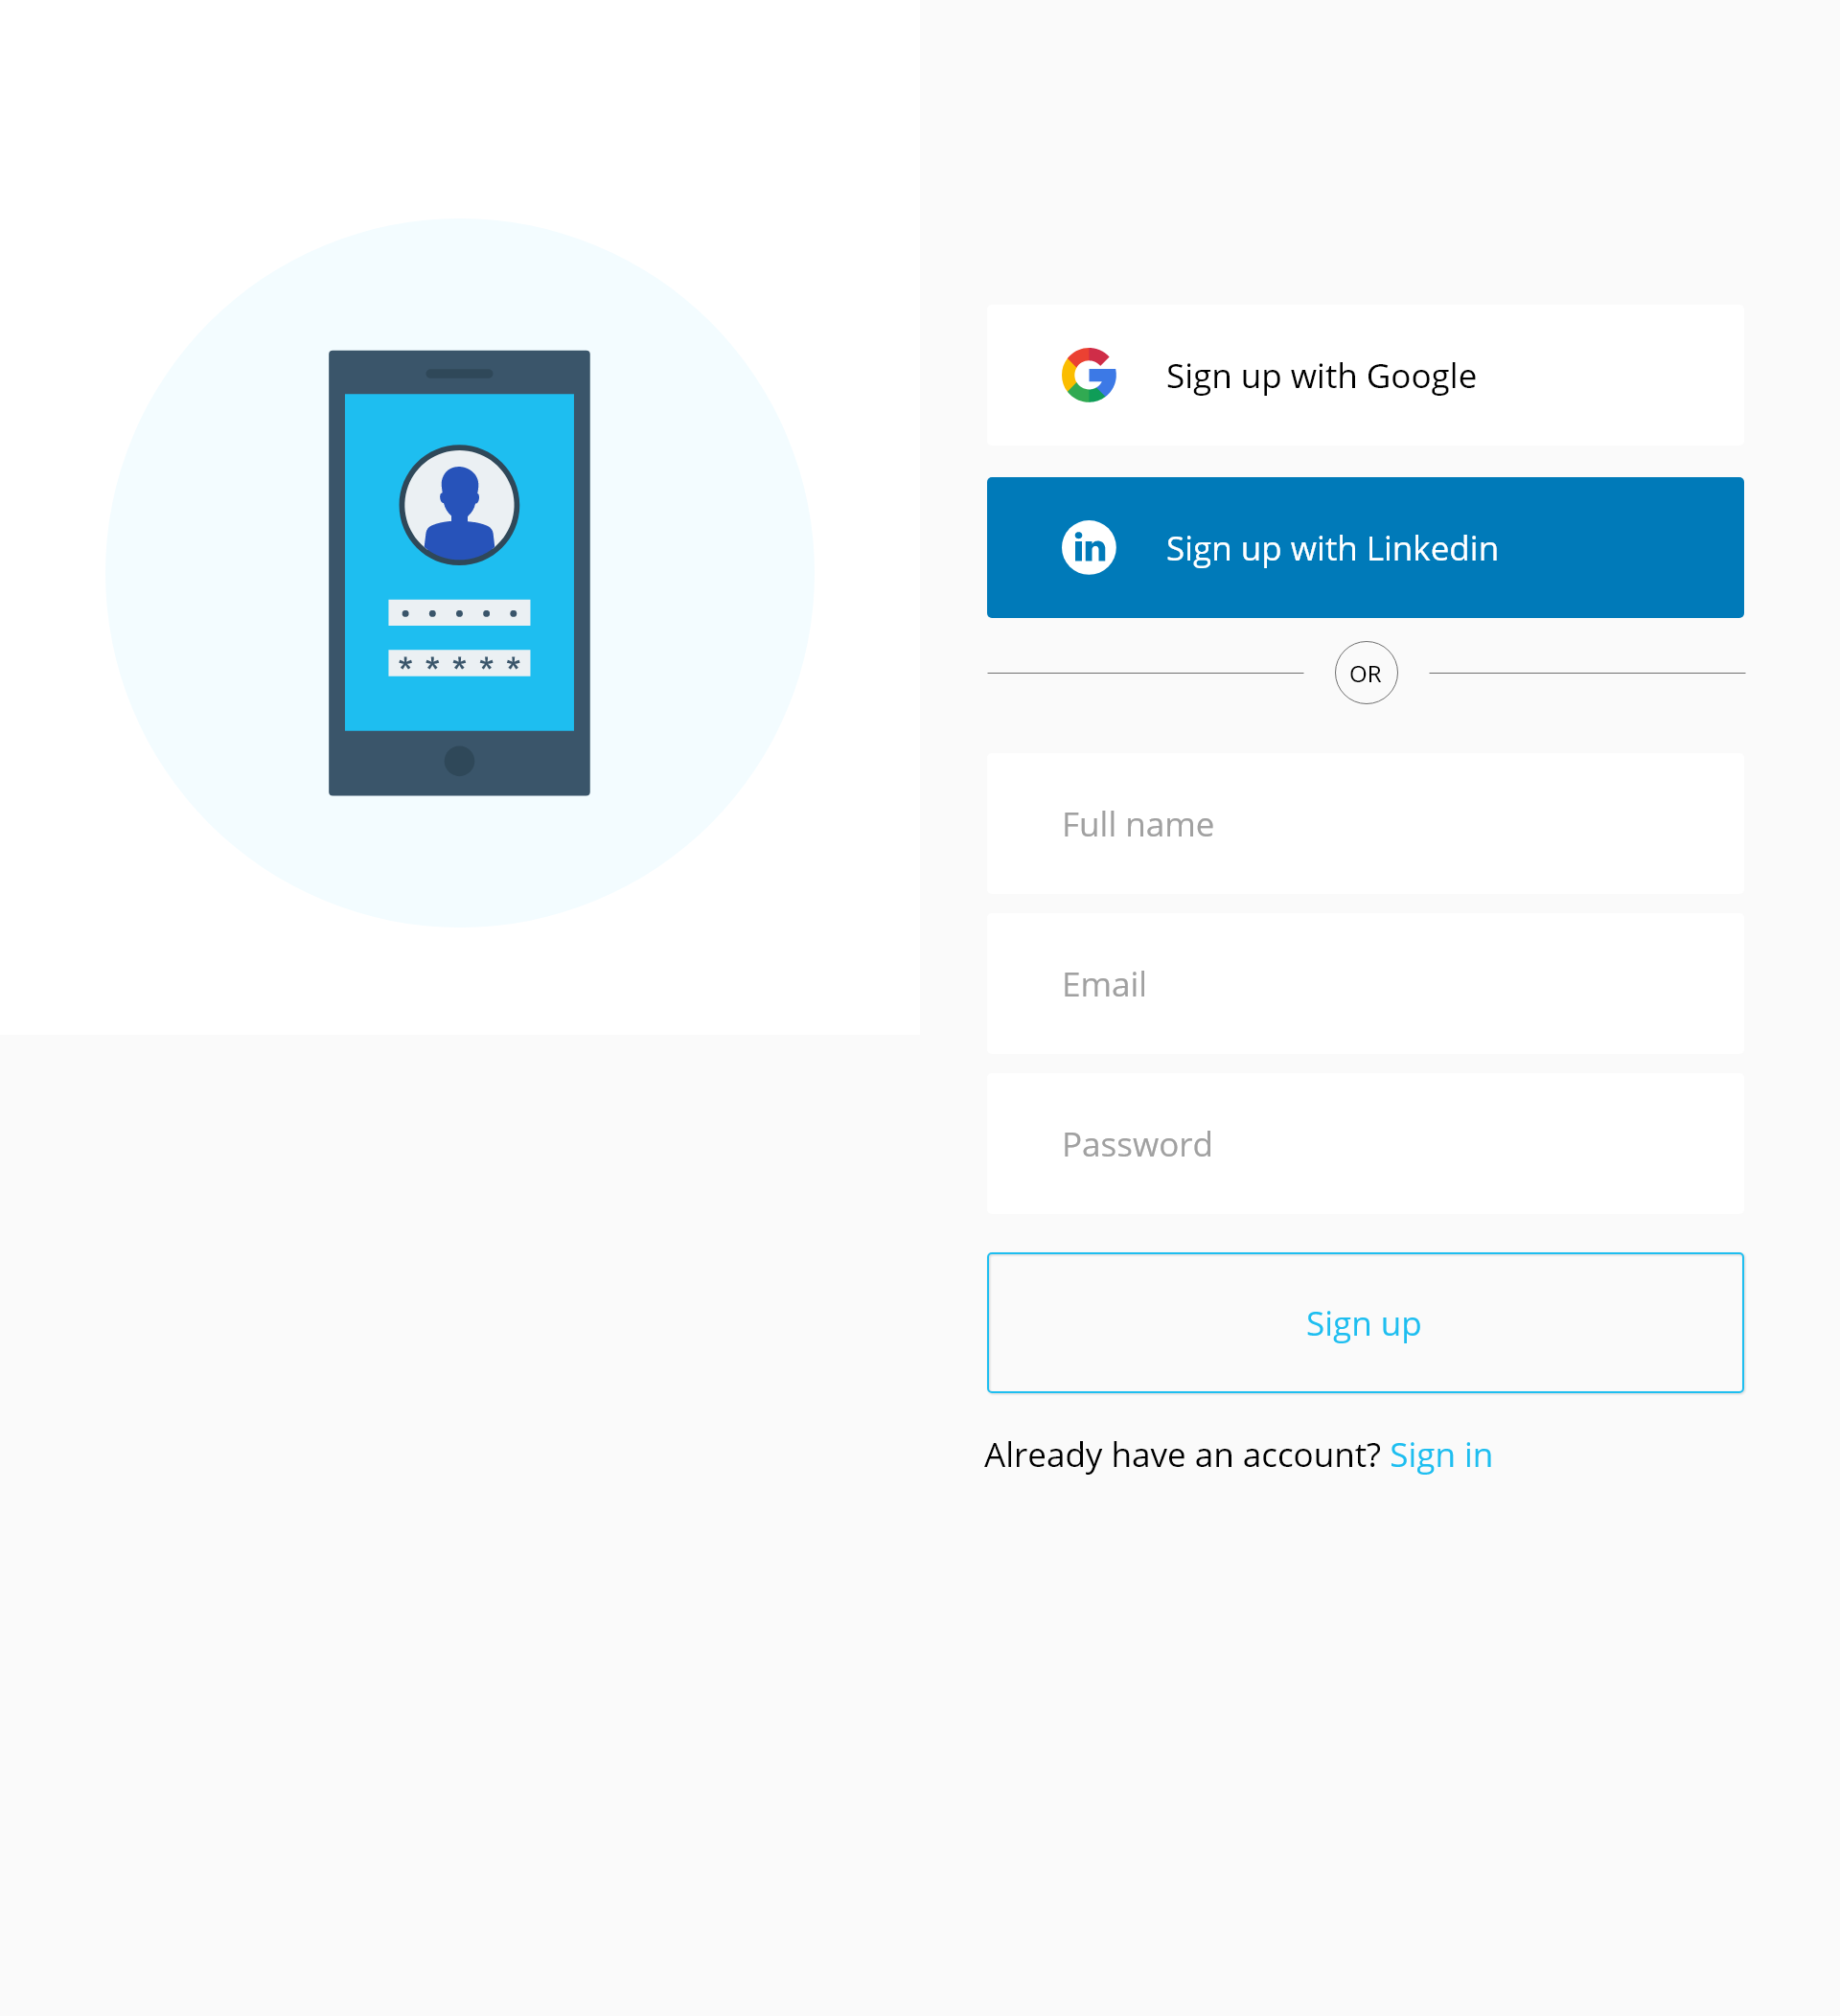 * * * * *
Sign up with Google
in
Sign up with Linkedin
OR
Full name
Email
Password
Sign up
Already have an account? Sign in